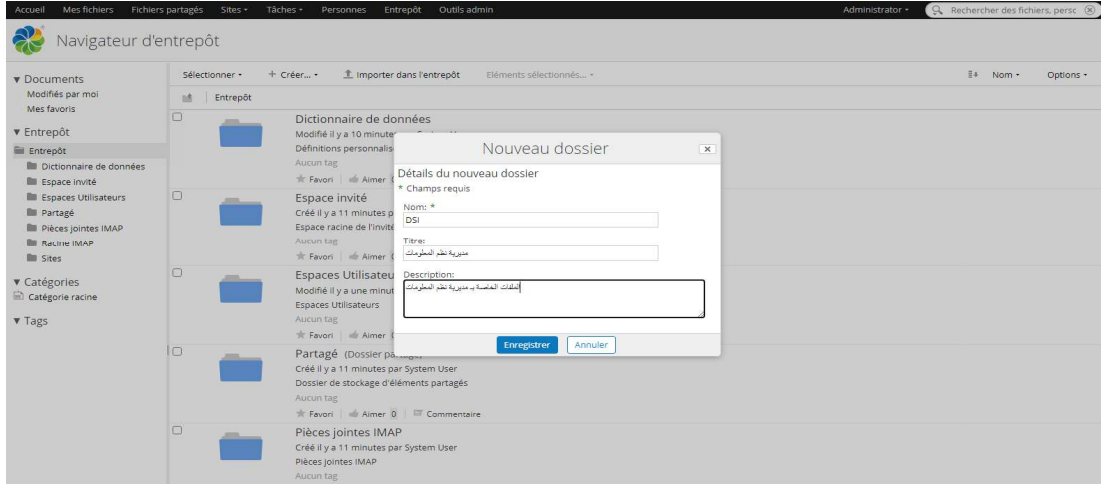 Accueil Mes fichiers Fichiers partagés Sites Tâches Personnes Entrepôt Outils admin Administrator Rechercher des fichiers, persc
Navigateur d'entrepôt
Documents
Modifiés par moi
Mes favoris
Entrepôt
Entrepôt
Dictionnaire de données
Espace invité
Espaces Utilisateurs
Partagé
Pièces jointes IMAP
Racine IMAP
Sites
Catégories
Catégorie racine
Tags
Sélectionner + Créer... Importer dans l'entrepôt Eléments sélectionnés... Nom Options
Entrepôt
Dictionnaire de données
Modifié il y a 10 minutes
Définitions personnalis
Aucun tag
Favori Aimer
Espace invité
Créé il y a 11 minutes p
Espace racine de l'invité
Aucun tag
Favori Aimer
Espaces Utilisateu
Modifié il y a une minut
Espaces Utilisateurs
Aucun tag
Favori Aimer
Partagé (Dossier partagé)
Créé il y a 11 minutes par System User
Dossier de stockage d'éléments partagés
Aucun tag
Favori Aimer 0 Commentaire
Pièces jointes IMAP
Créé il y a 11 minutes par System User
Pièces jointes IMAP
Aucun tag
Nouveau dossier
Détails du nouveau dossier
* Champs requis
Nom: *
DSI
Titre:
مديرية نظم المعلومات
Description:
الملفات الخاصة بـ مديرية نظم المعلومات
Enregistrer Annuler